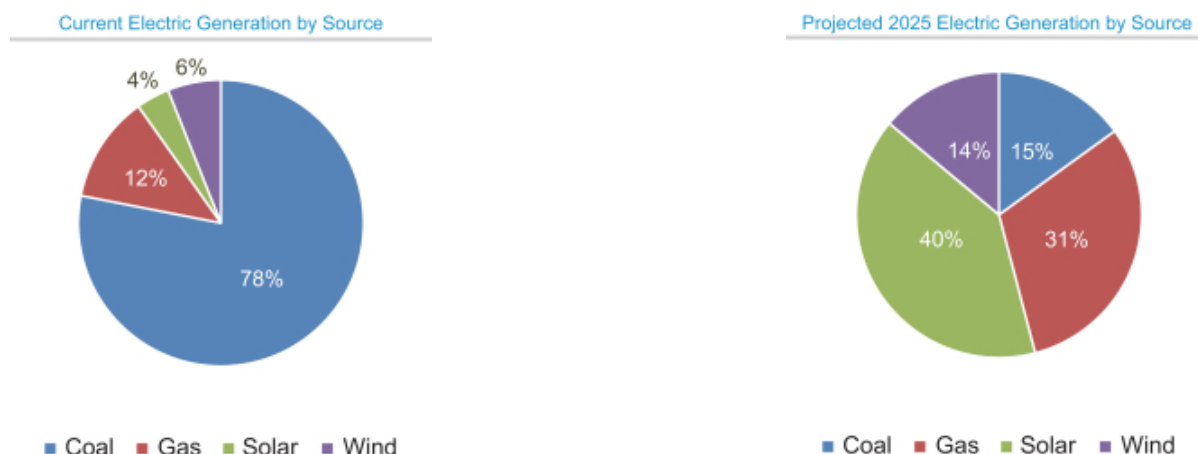 Current Electric Generation by Source
4%
6%
12%
78%
Coal Gas Solar Wind
Projected 2025 Electric Generation by Source
14%
15%
40%
31%
Coal Gas Solar Wind